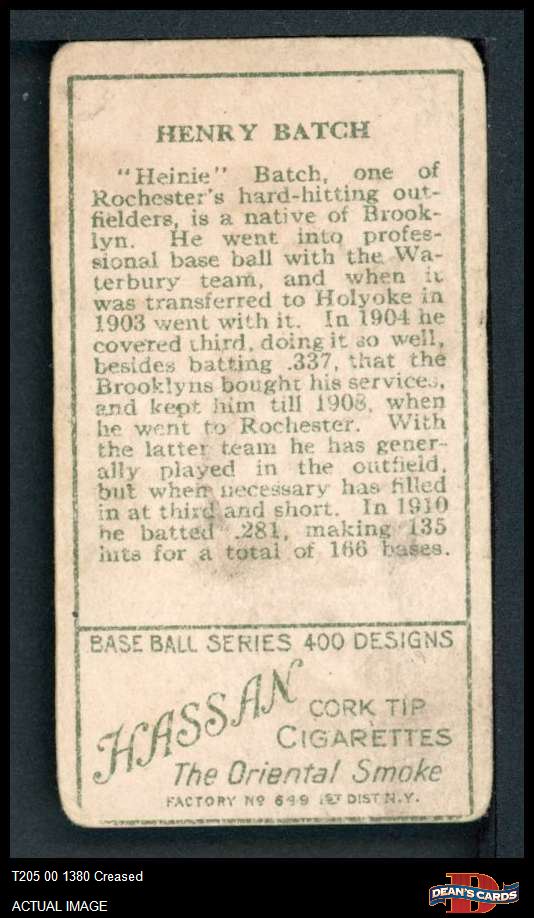 HENRY BATCH
"Heinie" Batch, one of
Rochester's hard-hitting out-
fielders, is a native of Brook-
lyn. He went into profes-
sional base ball with the Wa-
terbury team, and when it
was transferred to Holyoke in
1903 went with it. In 1904 he
covered third, doing it so well,
besides batting .337, that the
Brooklyns bought his services,
and kept him till 1908, when
he went to Rochester. With
the latter team he has gener-
ally played in the outfield,
but when necessary has filled
in at third and short. In 1910
he batted .281, making 135
hits for a total of 166 bases.
BASE BALL SERIES 400 DESIGNS
HASSAN
CORK TIP
CIGARETTES
The Oriental Smoke
FACTORY No 649 1ST DIST. N.Y.
T205 00 1380 Creased
ACTUAL IMAGE
DEAN'S CARDS